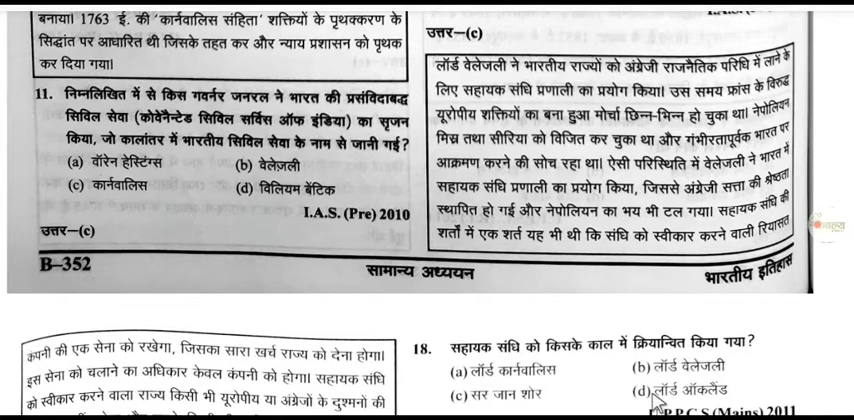 बनाया। 1763 ई. की 'कार्नवालिस संहिता' शक्तियों के पृथक्करण के
सिद्धांत पर आधारित थी जिसके तहत कर और न्याय प्रशासन को पृथक
कर दिया गया।
11. निम्नलिखित में से किस गवर्नर जनरल ने भारत की प्रसंविदाबद्ध
सिविल सेवा (कोवेनैन्टेड सिविल सर्विस ऑफ इंडिया) का सृजन
किया, जो कालांतर में भारतीय सिविल सेवा के नाम से जानी गई?
(a) वॉरेन हेस्टिंग्स (b) वेलेज़ली
(c) कार्नवालिस (d) विलियम बेंटिक
I.A.S. (Pre) 2010
उत्तर—(c)
उत्तर—(c)
लॉर्ड वेलेजली ने भारतीय राज्यों को अंग्रेजी राजनैतिक परिधि में लाने के
लिए सहायक संधि प्रणाली का प्रयोग किया। उस समय फ्रांस के विरुद्ध
यूरोपीय शक्तियों का बना हुआ मोर्चा छिन्न-भिन्न हो चुका था। नेपोलियन
मिस्र तथा सीरिया को विजित कर चुका था और गंभीरतापूर्वक भारत पर
आक्रमण करने की सोच रहा था। ऐसी परिस्थिति में वेलेजली ने भारत में
सहायक संधि प्रणाली का प्रयोग किया, जिससे अंग्रेजी सत्ता की श्रेष्ठता
स्थापित हो गई और नेपोलियन का भय भी टल गया। सहायक संधि की
शर्तों में एक शर्त यह भी थी कि संधि को स्वीकार करने वाली रियासत
B-352 सामान्य अध्ययन भारतीय इतिहास
कंपनी की एक सेना को रखेगा, जिसका सारा खर्च राज्य को देना होगा।
इस सेना को चलाने का अधिकार केवल कंपनी को होगा। सहायक संधि
को स्वीकार करने वाला राज्य किसी भी यूरोपीय या अंग्रेजों के दुश्मनों की
18. सहायक संधि को किसके काल में क्रियान्वित किया गया?
(a) लॉर्ड कार्नवालिस (b) लॉर्ड वेलेजली
(c) सर जान शोर (d) लॉर्ड ऑकलैंड
P.C.S (Mains) 2011